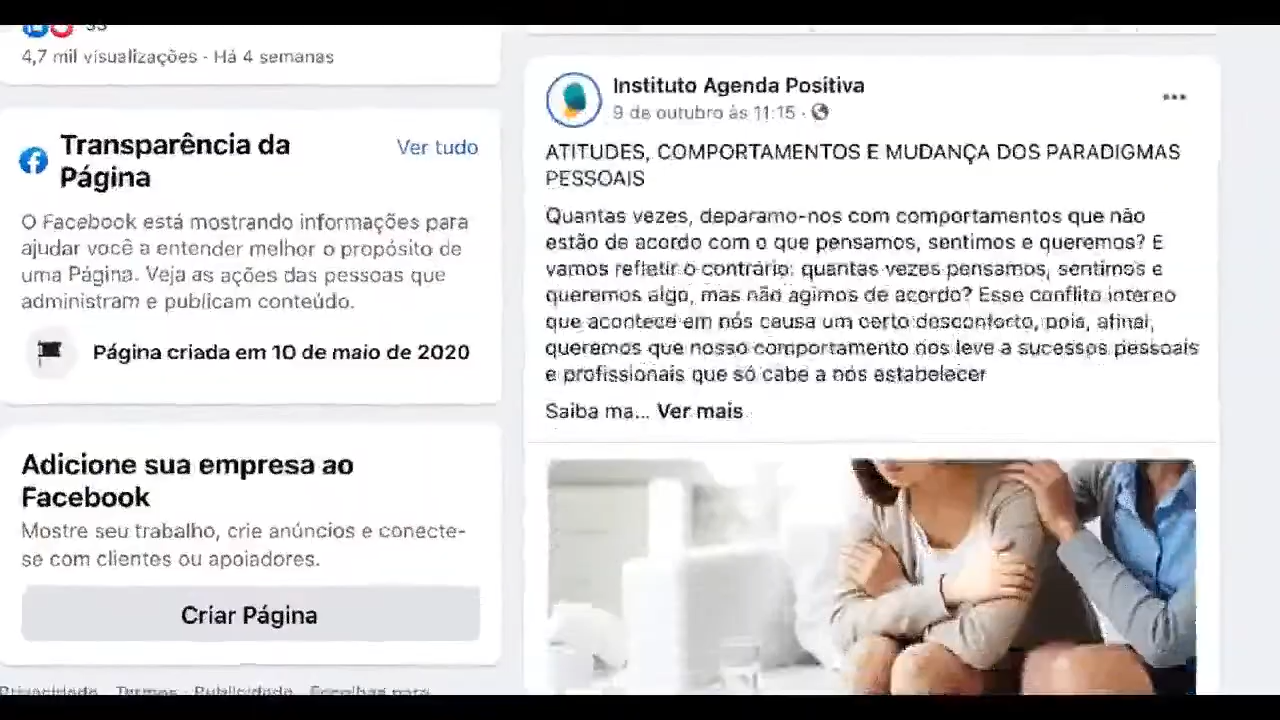 33
4,7 mil visualizações · Há 4 semanas
Transparência da
Página
Ver tudo
O Facebook está mostrando informações para
ajudar você a entender melhor o propósito de
uma Página. Veja as ações das pessoas que
administram e publicam conteúdo.
Página criada em 10 de maio de 2020
Adicione sua empresa ao
Facebook
Mostre seu trabalho, crie anúncios e conecte-
se com clientes ou apoiadores.
Criar Página
Privacidade · Termos · Publicidade · Escolhas para
Instituto Agenda Positiva
9 de outubro às 11:15 ·
ATITUDES, COMPORTAMENTOS E MUDANÇA DOS PARADIGMAS
PESSOAIS
Quantas vezes, deparamo-nos com comportamentos que não
estão de acordo com o que pensamos, sentimos e queremos? E
vamos refletir o contrário: quantas vezes pensamos, sentimos e
queremos algo, mas não agimos de acordo? Esse conflito interno
que acontece em nós causa um certo desconforto, pois, afinal,
queremos que nosso comportamento nos leve a sucessos pessoais
e profissionais que só cabe a nós estabelecer
Saiba ma... Ver mais